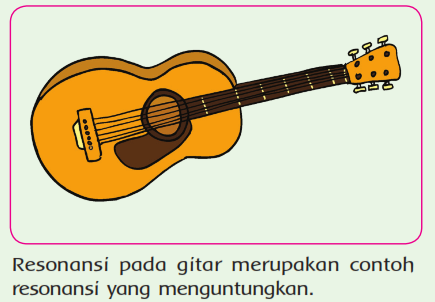 Resonansi pada gitar merupakan contoh
resonansi yang menguntungkan.